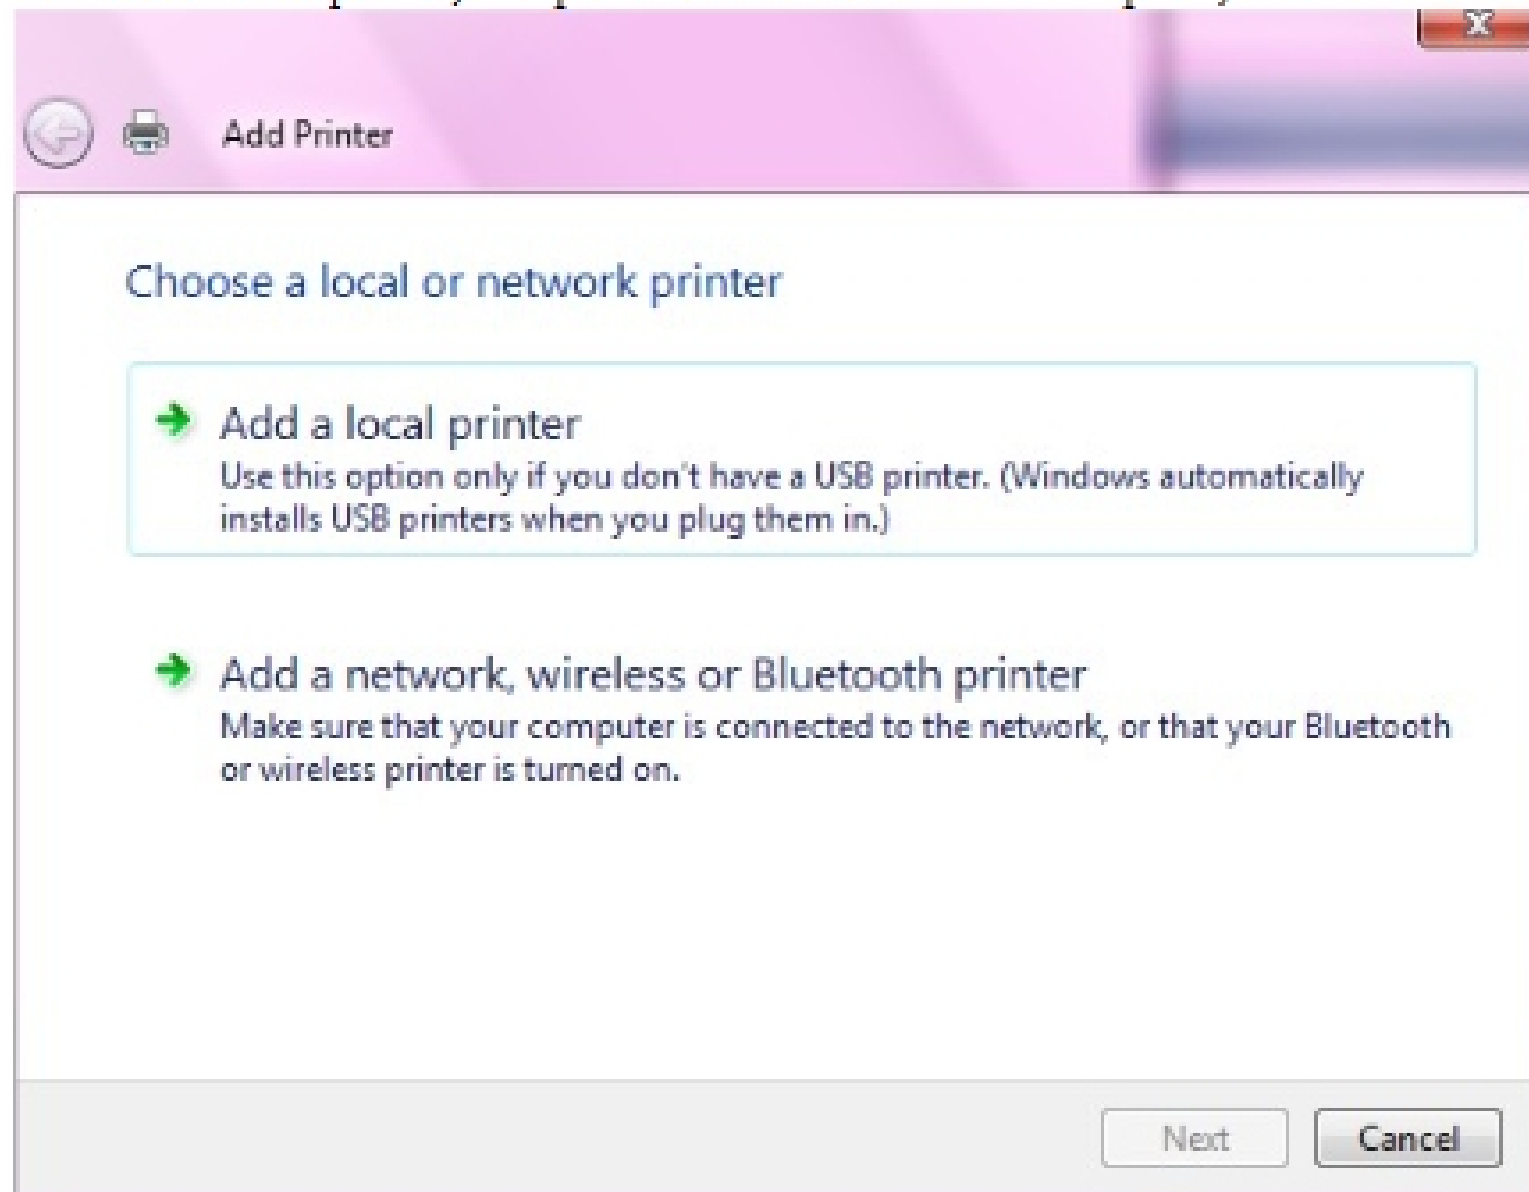 Add Printer
Choose a local or network printer
Add a local printer
Use this option only if you don't have a USB printer. (Windows automatically
installs USB printers when you plug them in.)
Add a network, wireless or Bluetooth printer
Make sure that your computer is connected to the network, or that your Bluetooth
or wireless printer is turned on.
Next
Cancel